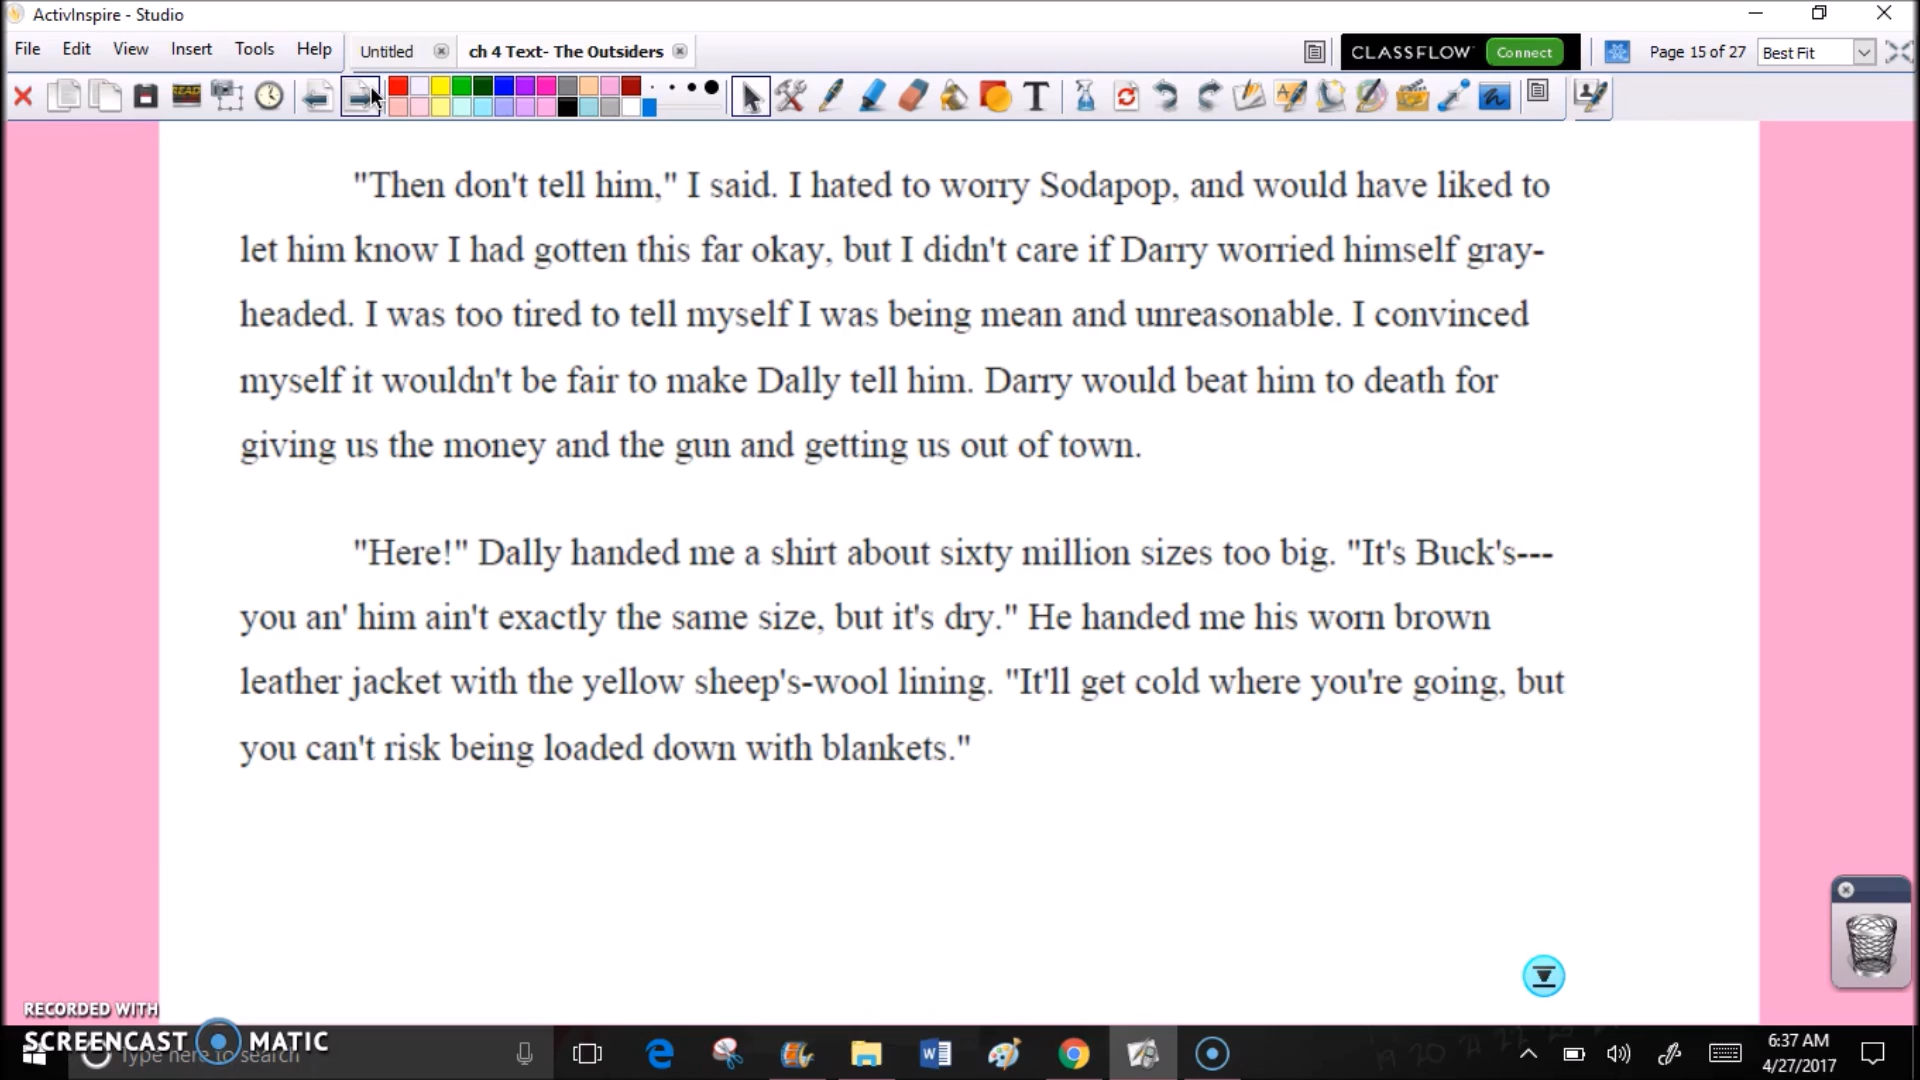 ActivInspire - Studio
File Edit View Insert Tools Help
Untitled
ch 4 Text- The Outsiders
CLASSFLOW Connect
Page 15 of 27
Best Fit
"Then don't tell him," I said. I hated to worry Sodapop, and would have liked to
let him know I had gotten this far okay, but I didn't care if Darry worried himself gray-
headed. I was too tired to tell myself I was being mean and unreasonable. I convinced
myself it wouldn't be fair to make Dally tell him. Darry would beat him to death for
giving us the money and the gun and getting us out of town.
"Here!" Dally handed me a shirt about sixty million sizes too big. "It's Buck's---
you an' him ain't exactly the same size, but it's dry." He handed me his worn brown
leather jacket with the yellow sheep's-wool lining. "It'll get cold where you're going, but
you can't risk being loaded down with blankets."
RECORDED WITH
SCREENCAST MATIC
Type here to search
6:37 AM
4/27/2017